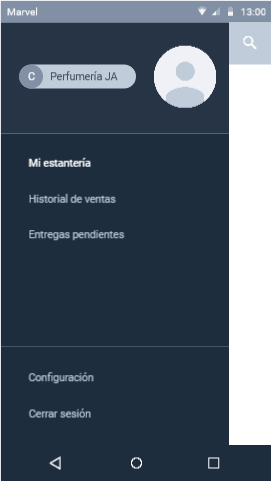 Marvel 13:00
C Perfumería JA
Mi estantería
Historial de ventas
Entregas pendientes
Configuración
Cerrar sesión